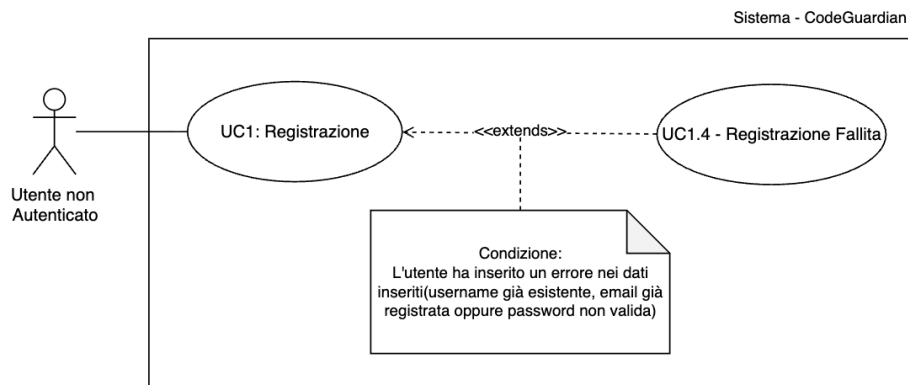 Sistema - CodeGuardian
UC1: Registrazione
<<extends>>
UC1.4 - Registrazione Fallita
Utente non
Autenticato
Condizione:
L'utente ha inserito un errore nei dati
inseriti(username già esistente, email già
registrata oppure password non valida)